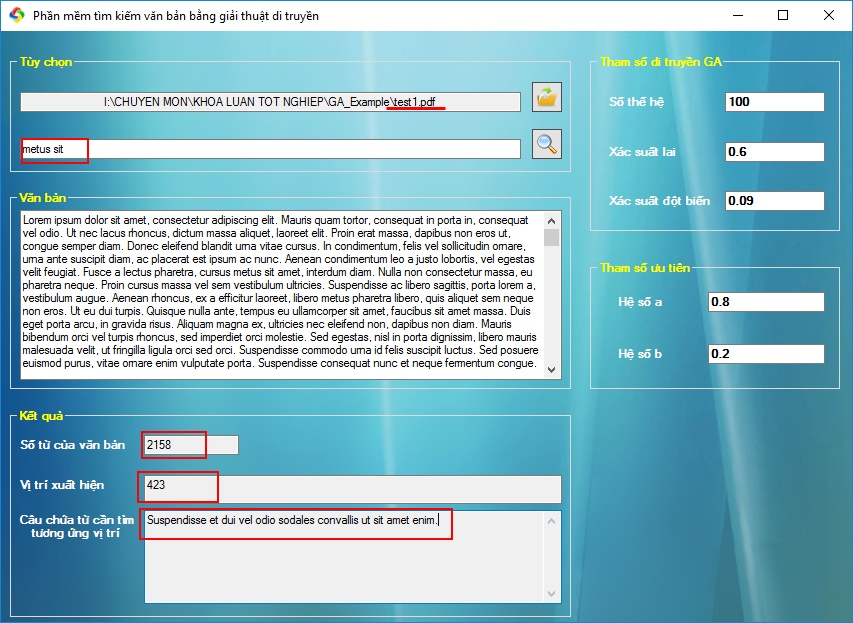 Phần mềm tìm kiếm văn bản bằng giải thuật di truyền
Tùy chọn
I:\CHUYEN MON\KHOA LUAN TOT NGHIEP\GA_Example\test1.pdf
metus sit
Văn bản
Lorem ipsum dolor sit amet, consectetur adipiscing elit. Mauris quam tortor, consequat in porta in, consequat
vel odio. Ut nec lacus rhoncus, dictum massa aliquet, laoreet elit. Proin erat massa, dapibus non eros ut,
congue semper diam. Donec eleifend blandit urna vitae cursus. In condimentum, felis vel sollicitudin ornare,
urna ante suscipit diam, ac placerat est ipsum ac nunc. Aenean condimentum leo a justo lobortis, vel egestas
velit feugiat. Fusce a lectus pharetra, cursus metus sit amet, interdum diam. Nulla non consectetur massa, eu
pharetra neque. Proin cursus massa vel sem vestibulum ultricies. Suspendisse ac libero sagittis, porta lorem a,
vestibulum augue. Aenean rhoncus, ex a efficitur laoreet, libero metus pharetra libero, quis aliquet sem neque
non eros. Ut eu dui turpis. Quisque nulla ante, tempus eu ullamcorper sit amet, faucibus sit amet massa. Duis
eget porta arcu, in gravida risus. Aliquam magna ex, ultricies nec eleifend non, dapibus non diam. Mauris
bibendum orci vel turpis rhoncus, sed imperdiet orci molestie. Sed egestas, nisl in porta dignissim, libero mauris
malesuada velit, ut fringilla ligula orci sed orci. Suspendisse commodo urna id felis suscipit luctus. Sed posuere
euismod purus, vitae ornare enim vulputate porta. Suspendisse consequat nunc et neque fermentum congue.
Kết quả
Số từ của văn bản 2158
Vị trí xuất hiện 423
Câu chứa từ cần tìm
tương ứng vị trí
Suspendisse et dui vel odio sodales convallis ut sit amet enim.
Tham số di truyền GA
Số thế hệ 100
Xác suất lai 0.6
Xác suất đột biến 0.09
Tham số ưu tiên
Hệ số a 0.8
Hệ số b 0.2